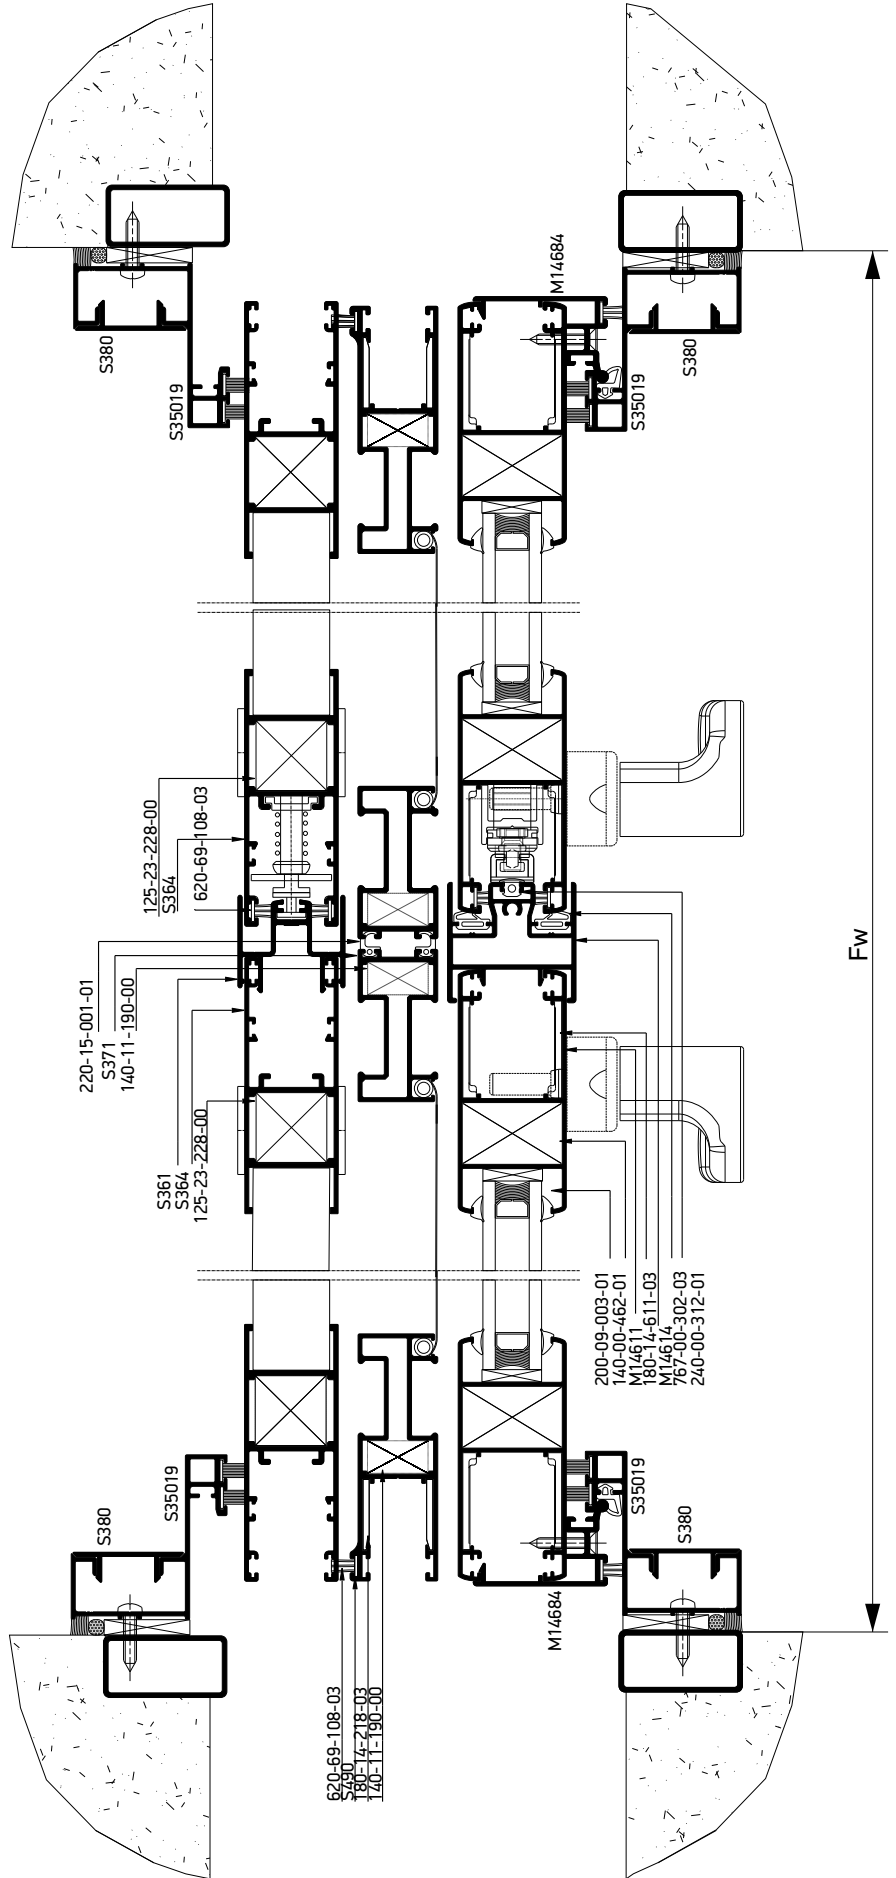 M14684
S380
S380
S35019
S35019
125-23-228-00
S364
620-69-108-03
220-15-001-01
S371
140-11-190-00
Fw
S361
S364
125-23-228-00
200-09-003-01
140-00-462-01
M14611
180-14-611-03
M14614
767-00-302-03
240-00-312-01
S35019
S35019
S380
S380
M14684
620-69-108-03
S490
180-14-218-03
140-11-190-00